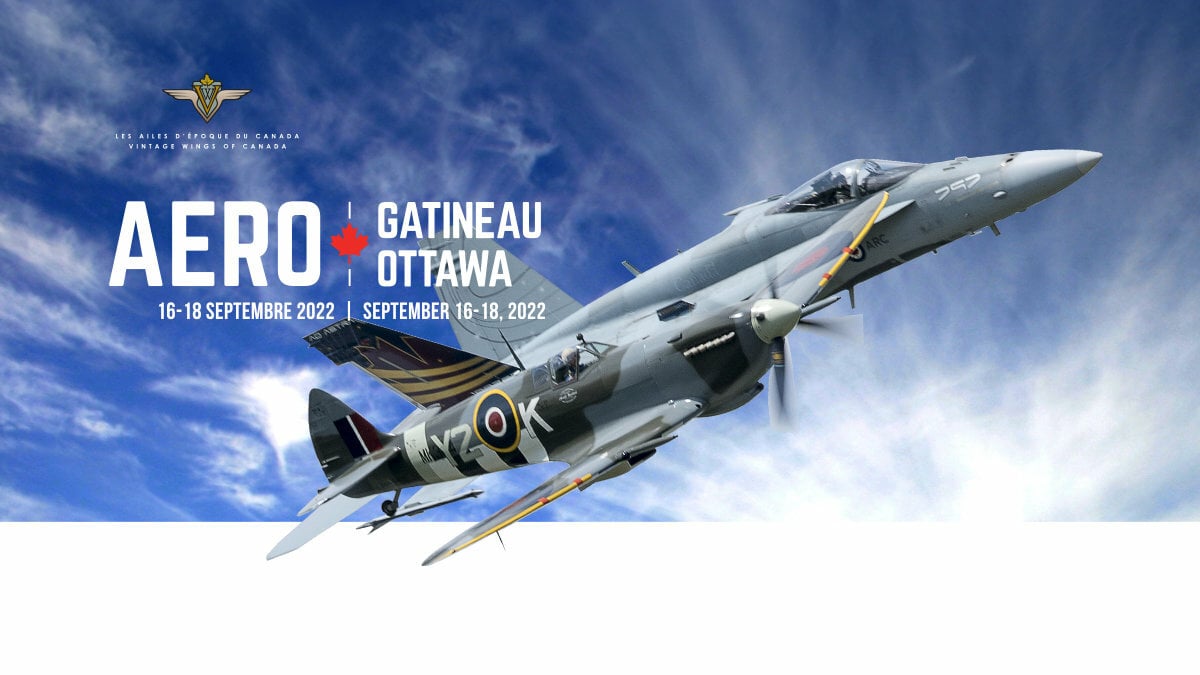 LES AILES D'ÉPOQUE DU CANADA
VINTAGE WINGS OF CANADA
AERO
GATINEAU
OTTAWA
16-18 SEPTEMBRE 2022
SEPTEMBER 16-18, 2022
ARC
YZ K